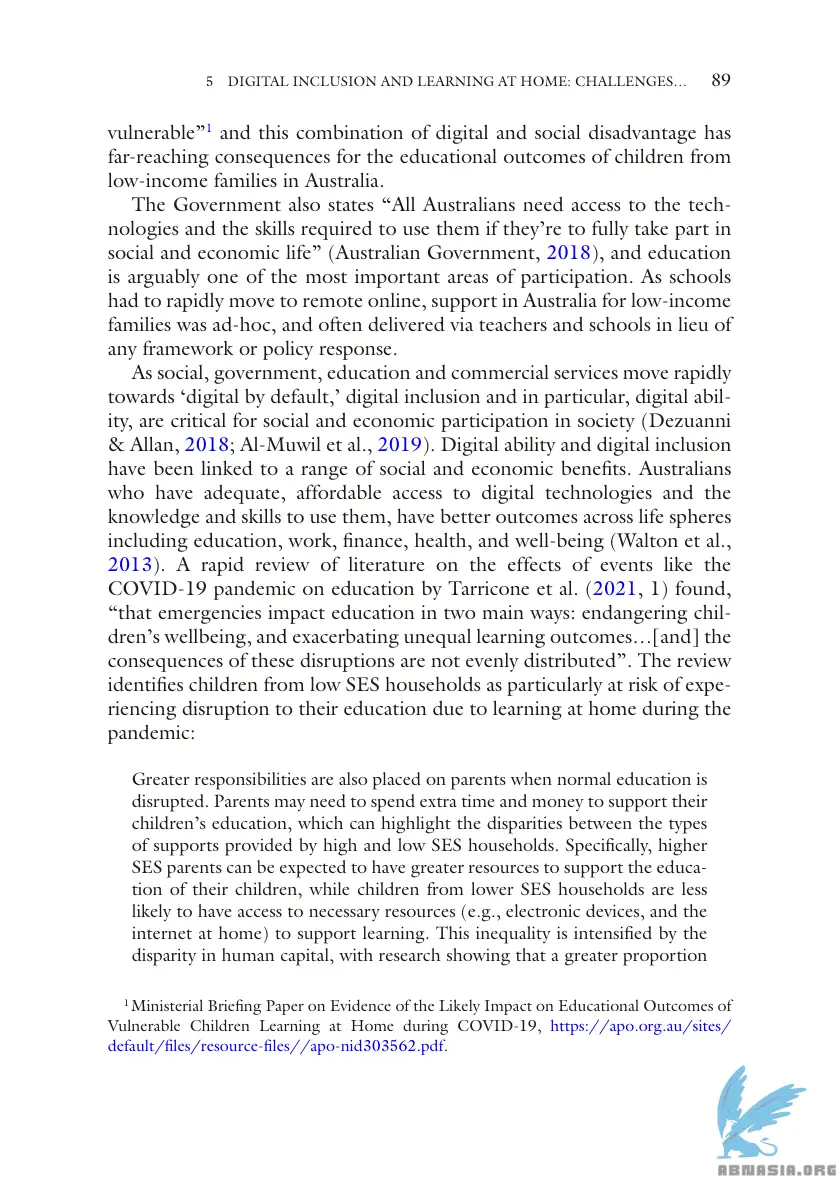 5 DIGITAL INCLUSION AND LEARNING AT HOME: CHALLENGES… 89
vulnerable”1 and this combination of digital and social disadvantage has
far-reaching consequences for the educational outcomes of children from
low-income families in Australia.
The Government also states “All Australians need access to the tech-
nologies and the skills required to use them if they’re to fully take part in
social and economic life” (Australian Government, 2018), and education
is arguably one of the most important areas of participation. As schools
had to rapidly move to remote online, support in Australia for low-income
families was ad-hoc, and often delivered via teachers and schools in lieu of
any framework or policy response.
As social, government, education and commercial services move rapidly
towards ‘digital by default,’ digital inclusion and in particular, digital abil-
ity, are critical for social and economic participation in society (Dezuanni
& Allan, 2018; Al-Muwil et al., 2019). Digital ability and digital inclusion
have been linked to a range of social and economic benefits. Australians
who have adequate, affordable access to digital technologies and the
knowledge and skills to use them, have better outcomes across life spheres
including education, work, finance, health, and well-being (Walton et al.,
2013). A rapid review of literature on the effects of events like the
COVID-19 pandemic on education by Tarricone et al. (2021, 1) found,
“that emergencies impact education in two main ways: endangering chil-
dren’s wellbeing, and exacerbating unequal learning outcomes…[and] the
consequences of these disruptions are not evenly distributed”. The review
identifies children from low SES households as particularly at risk of expe-
riencing disruption to their education due to learning at home during the
pandemic:
Greater responsibilities are also placed on parents when normal education is
disrupted. Parents may need to spend extra time and money to support their
children’s education, which can highlight the disparities between the types
of supports provided by high and low SES households. Specifically, higher
SES parents can be expected to have greater resources to support the educa-
tion of their children, while children from lower SES households are less
likely to have access to necessary resources (e.g., electronic devices, and the
internet at home) to support learning. This inequality is intensified by the
disparity in human capital, with research showing that a greater proportion
1 Ministerial Briefing Paper on Evidence of the Likely Impact on Educational Outcomes of
Vulnerable Children Learning at Home during COVID-19, https://apo.org.au/sites/
default/files/resource-files//apo-nid303562.pdf.
ABNASIA.ORG